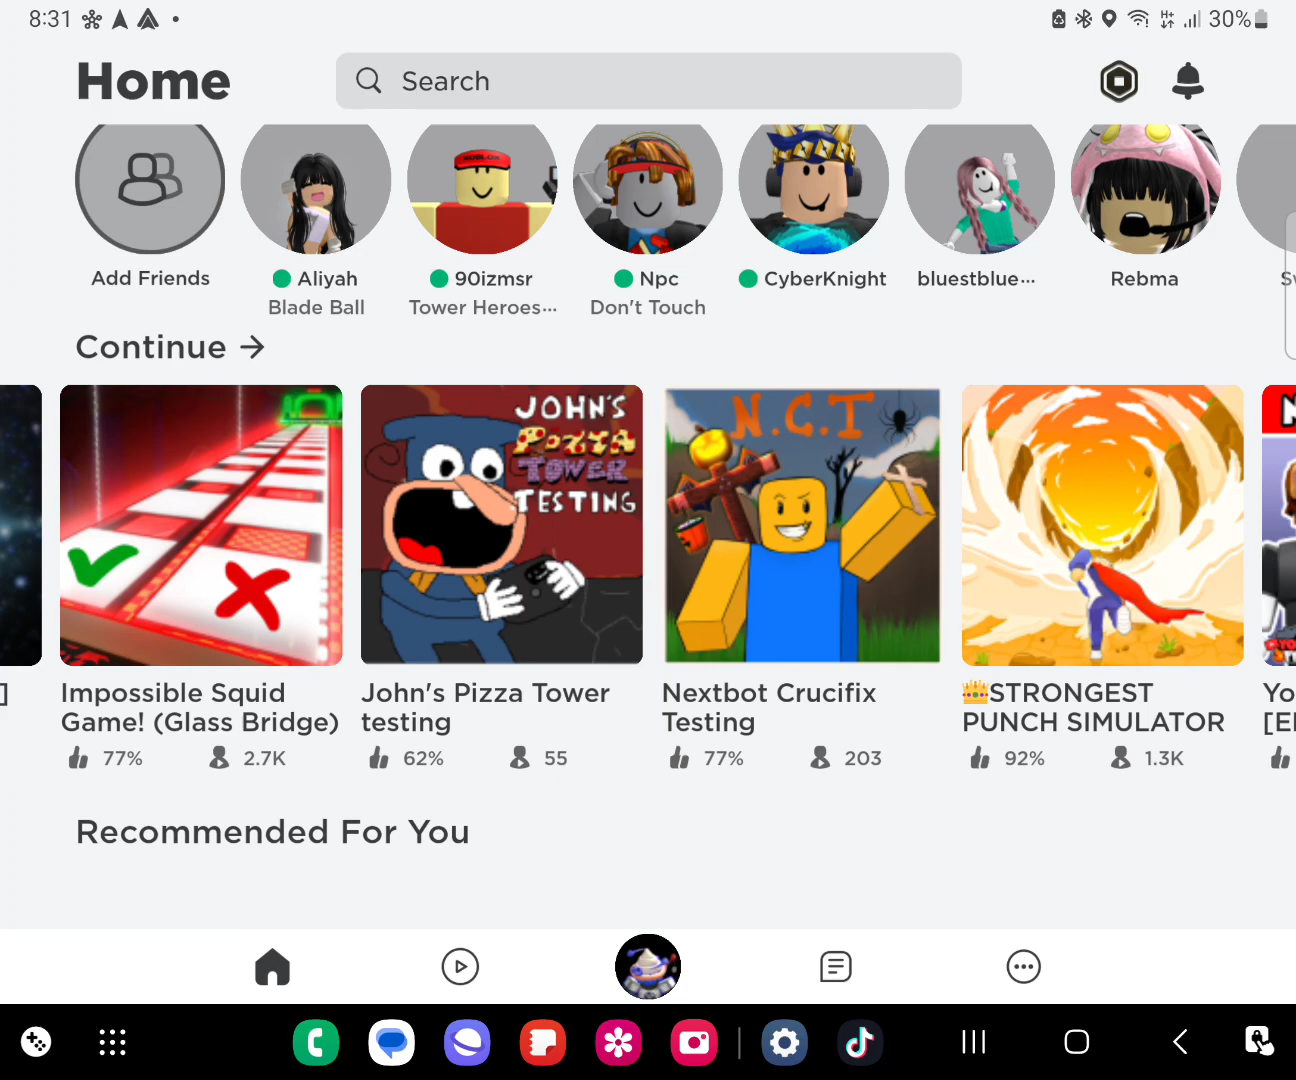 8:31
30%
Home
Search
Add Friends
Aliyah
Blade Ball
90izmsr
Tower Heroes...
Npc
Don't Touch
CyberKnight
bluestblue...
Rebma
Continue →
ROBLOX
JOHN'S
PIZZA
TOWER
TESTING
N.C.T
Impossible Squid
Game! (Glass Bridge)
77%
2.7K
John's Pizza Tower
testing
62%
55
Nextbot Crucifix
Testing
77%
203
👑STRONGEST
PUNCH SIMULATOR
92%
1.3K
Yo
Recommended For You